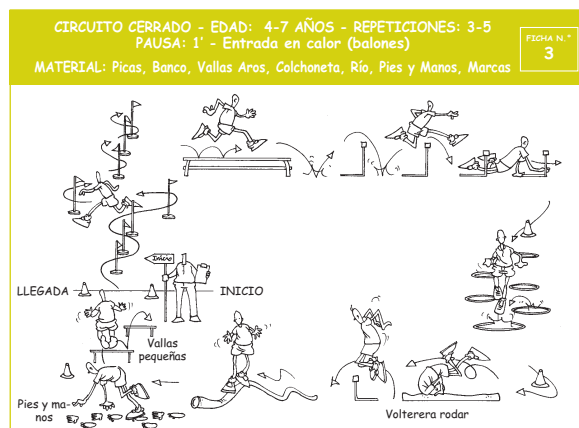 CIRCUITO CERRADO - EDAD: 4-7 AÑOS - REPETICIONES: 3-5
PAUSA: 1' - Entrada en calor (balones)
MATERIAL: Picas, Banco, Vallas Aros, Colchoneta, Río, Pies y Manos, Marcas
FICHA N.º
3
Inicio
LLEGADA
INICIO
Vallas
pequeñas
Pies y ma-
nos
Volterera rodar